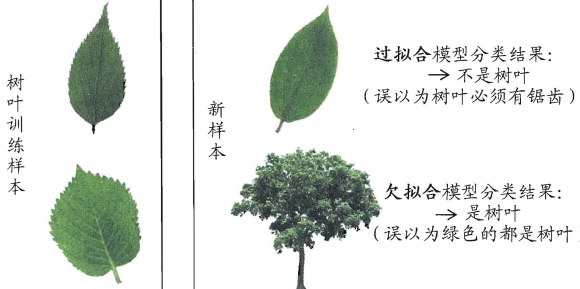 树叶训练样本
新样本
过拟合模型分类结果：
→ 不是树叶
（误以为树叶必须有锯齿）
欠拟合模型分类结果：
→ 是树叶
（误以为绿色的都是树叶